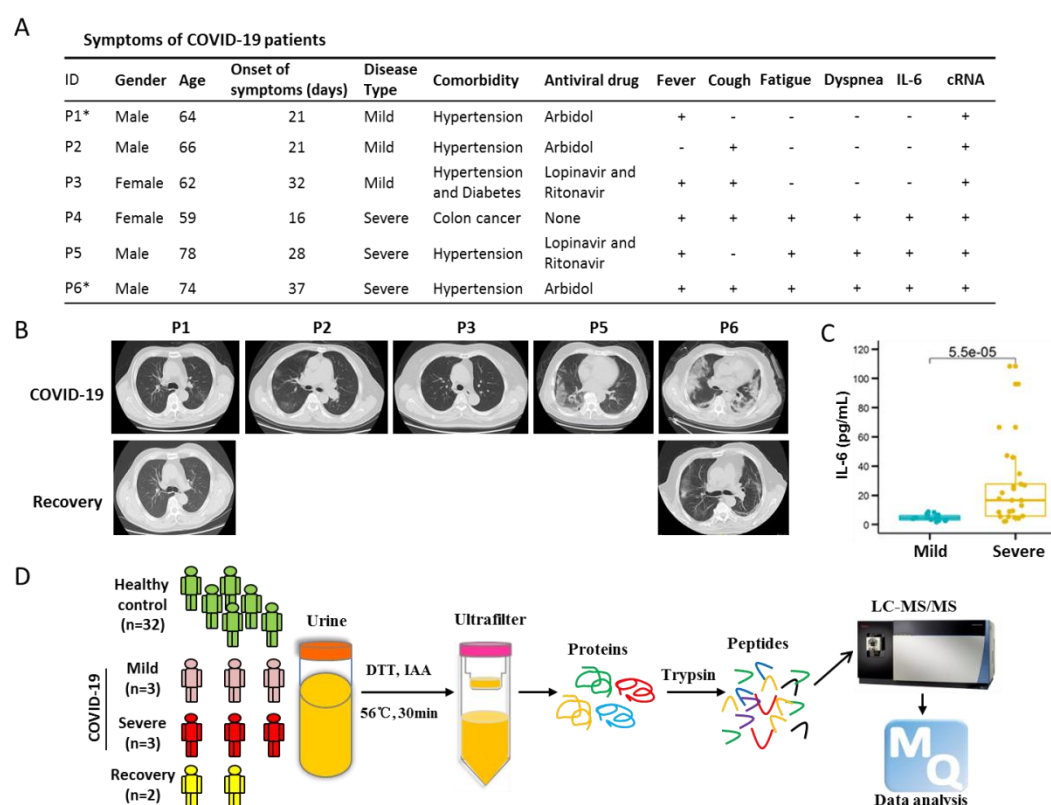 A
Symptoms of COVID-19 patients
ID Gender Age Onset of symptoms (days) Disease Type Comorbidity Antiviral drug Fever Cough Fatigue Dyspnea IL-6 cRNA
P1* Male 64 21 Mild Hypertension Arbidol + - - - - +
P2 Male 66 21 Mild Hypertension Arbidol - + - - - +
P3 Female 62 32 Mild Hypertension and Diabetes Lopinavir and Ritonavir + + - - - +
P4 Female 59 16 Severe Colon cancer None + + + + + +
P5 Male 78 28 Severe Hypertension Lopinavir and Ritonavir + - + + + +
P6* Male 74 37 Severe Hypertension Arbidol + + + + + +
B
P1 P2 P3 P5 P6
COVID-19
Recovery
C
5.5e-05
IL-6 (pg/mL)
120
100
80
60
40
20
0
Mild Severe
D
Healthy
control
(n=32)
COVID-19
Mild
(n=3)
Severe
(n=3)
Recovery
(n=2)
Urine
DTT, IAA
56℃, 30min
Ultrafilter
Proteins
Trypsin
Peptides
LC-MS/MS
MQ
Data analysis